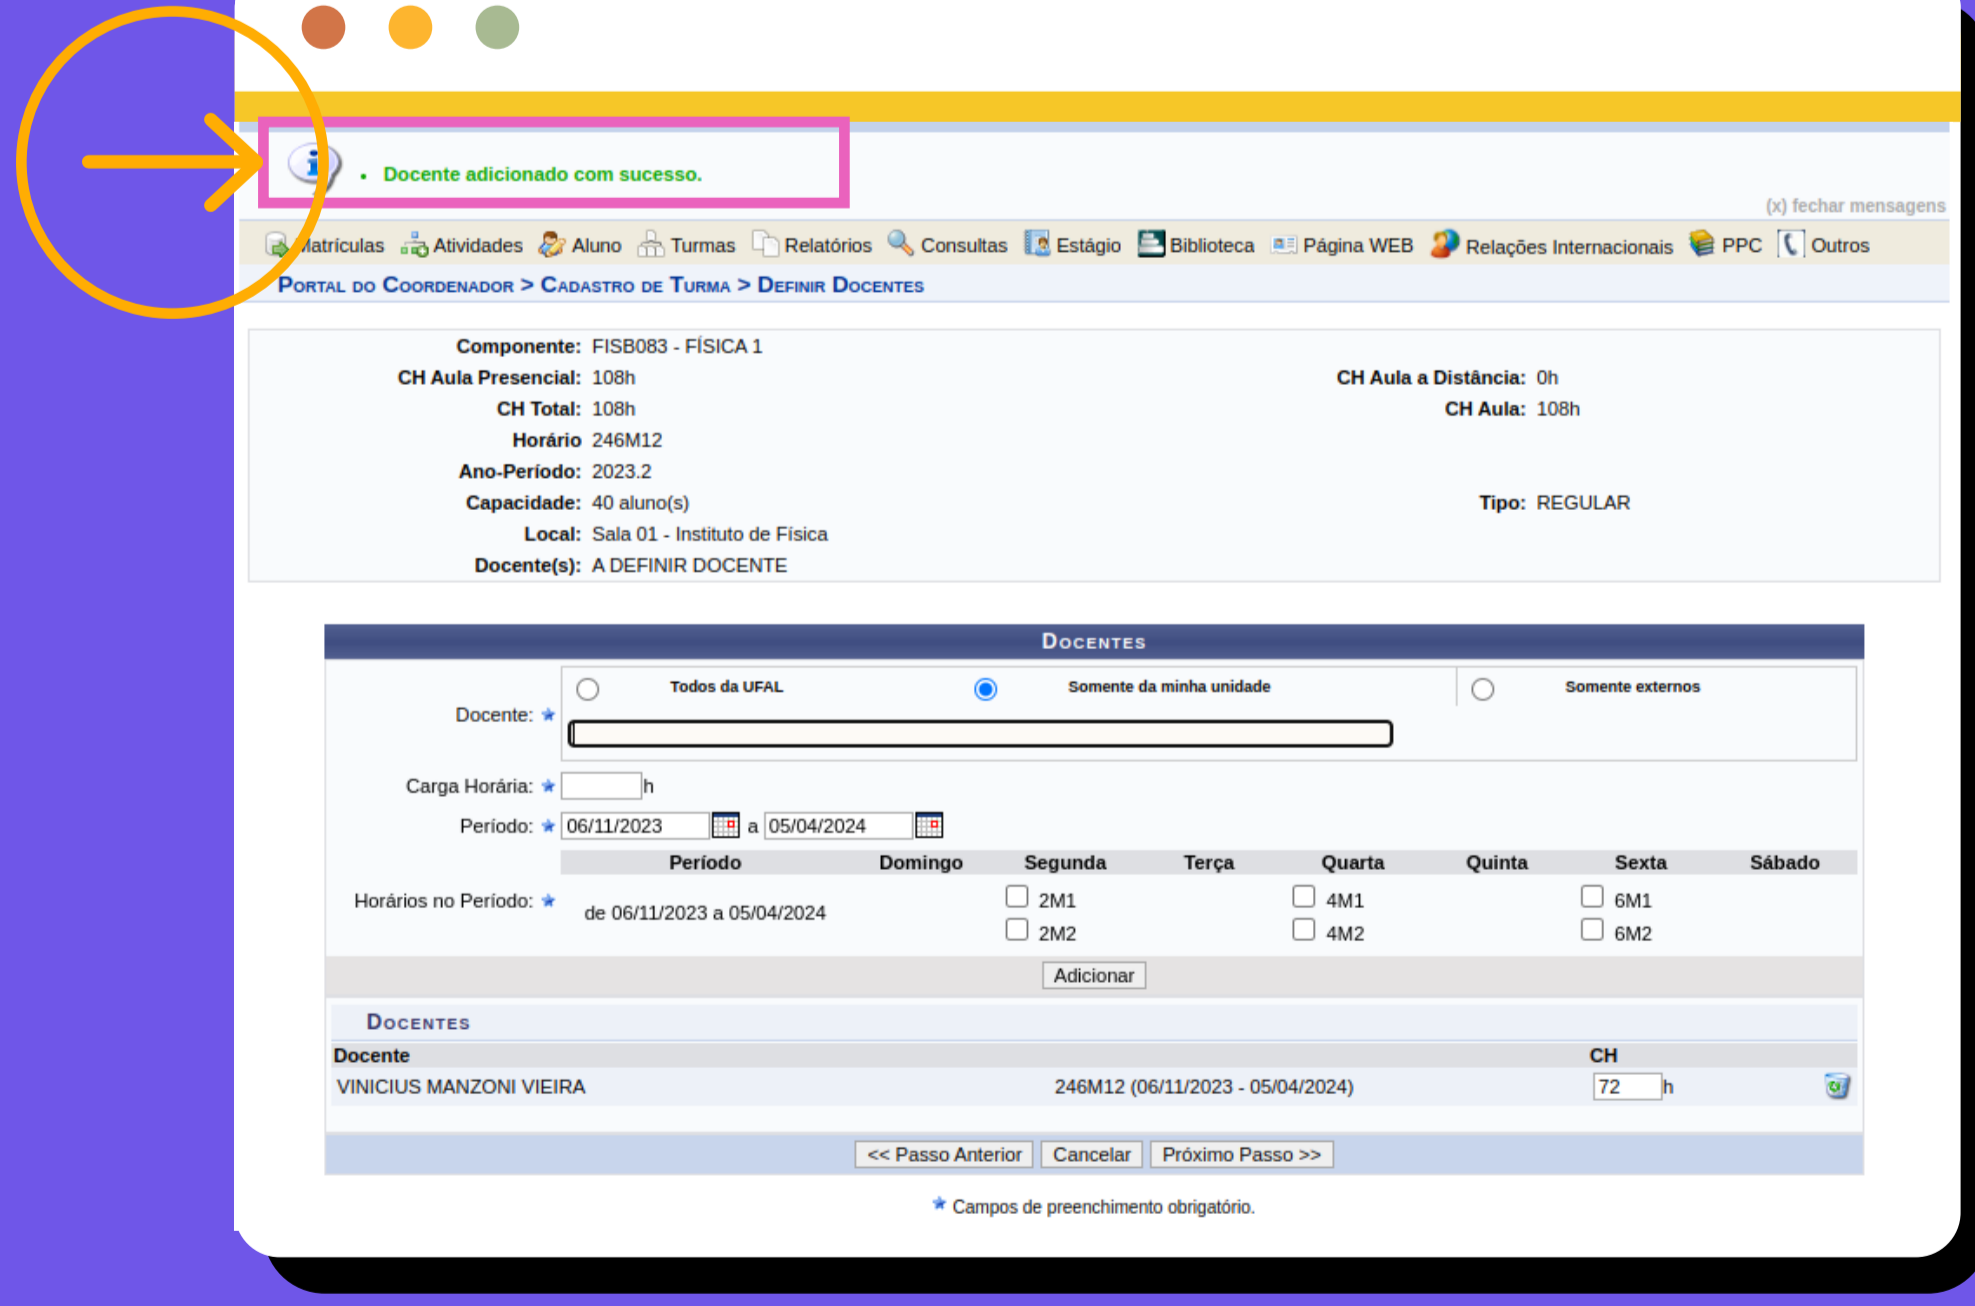 • Docente adicionado com sucesso.
(x) fechar mensagens
Matrículas Atividades Aluno Turmas Relatórios Consultas Estágio Biblioteca Página WEB Relações Internacionais PPC Outros
PORTAL DO COORDENADOR > CADASTRO DE TURMA > DEFINIR DOCENTES
Componente: FISB083 - FÍSICA 1
CH Aula Presencial: 108h CH Aula a Distância: 0h
CH Total: 108h CH Aula: 108h
Horário 246M12
Ano-Período: 2023.2
Capacidade: 40 aluno(s) Tipo: REGULAR
Local: Sala 01 - Instituto de Física
Docente(s): A DEFINIR DOCENTE
DOCENTES
Todos da UFAL Somente da minha unidade Somente externos
Docente:
Carga Horária: h
Período: 06/11/2023 a 05/04/2024
Período Domingo Segunda Terça Quarta Quinta Sexta Sábado
Horários no Período: de 06/11/2023 a 05/04/2024
2M1 4M1 6M1
2M2 4M2 6M2
Adicionar
DOCENTES
Docente CH
VINICIUS MANZONI VIEIRA 246M12 (06/11/2023 - 05/04/2024) 72 h
<< Passo Anterior Cancelar Próximo Passo >>
Campos de preenchimento obrigatório.